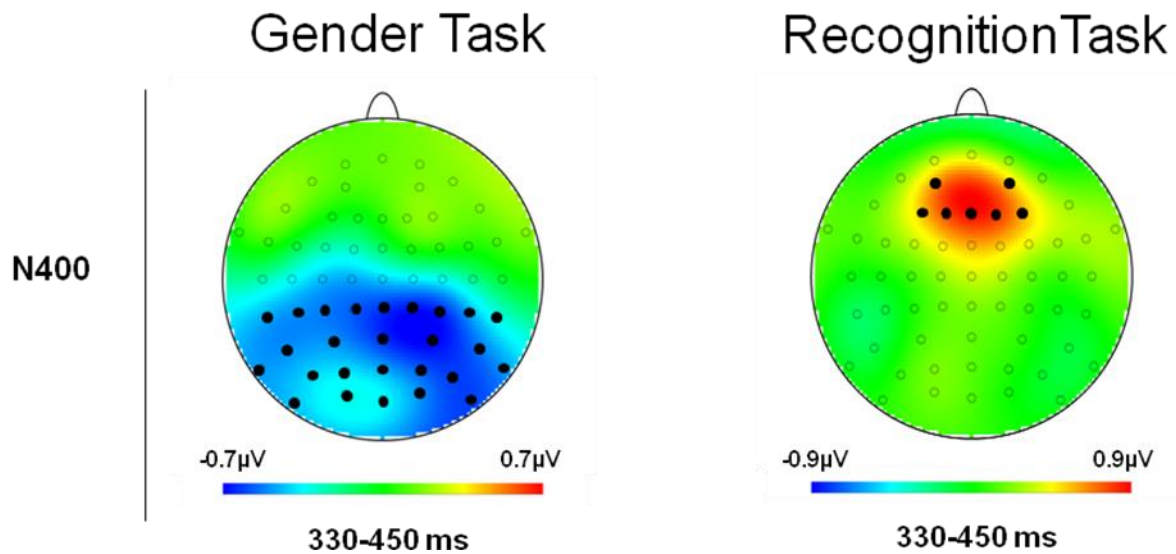 Gender Task
RecognitionTask
N400
-0.7µV 0.7µV
-0.9µV 0.9µV
330-450 ms
330-450 ms